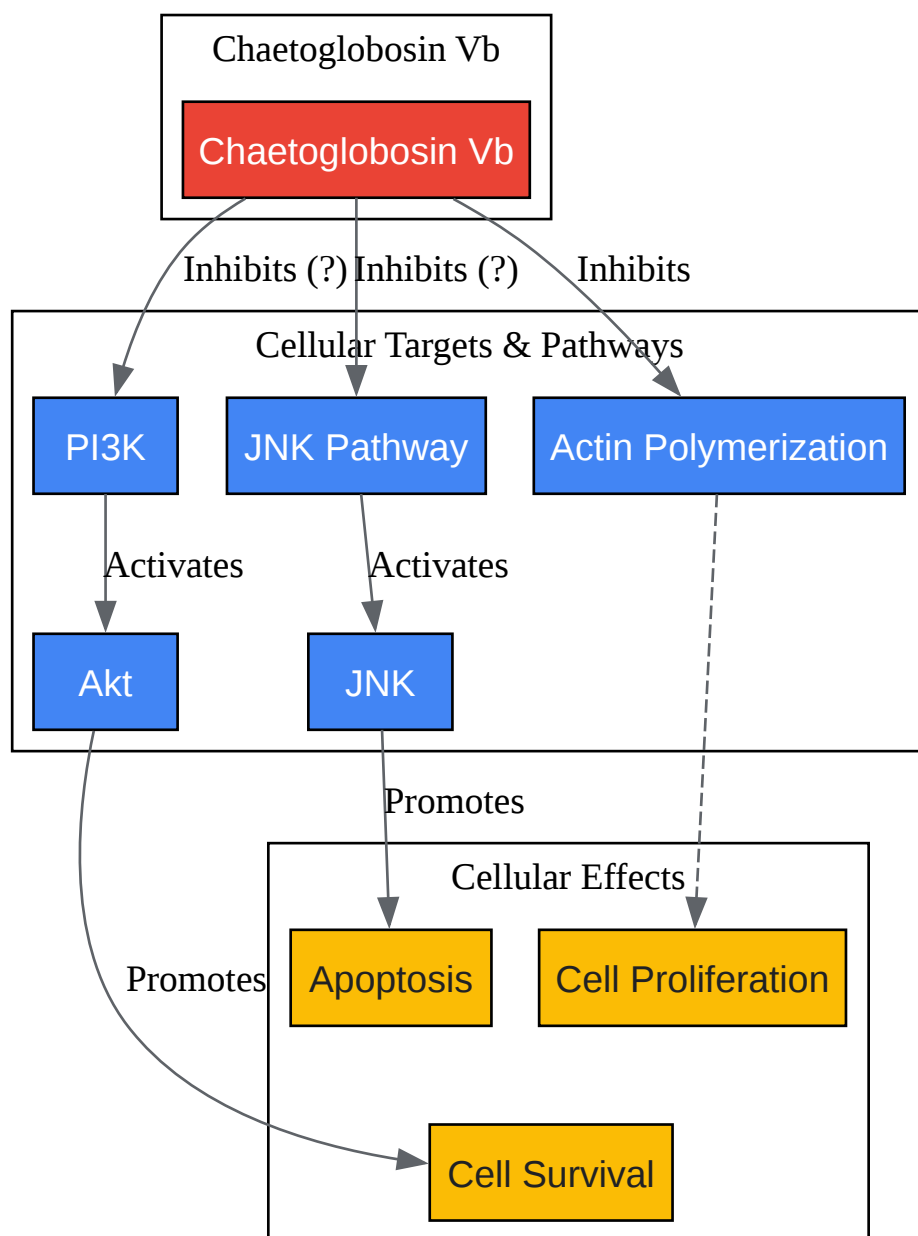 Chaetoglobosin Vb
Chaetoglobosin Vb
Inhibits (?)
Inhibits (?)
Inhibits
Cellular Targets & Pathways
PI3K
JNK Pathway
Actin Polymerization
Activates
Activates
Akt
JNK
Promotes
Cellular Effects
Apoptosis
Cell Proliferation
Promotes
Cell Survival